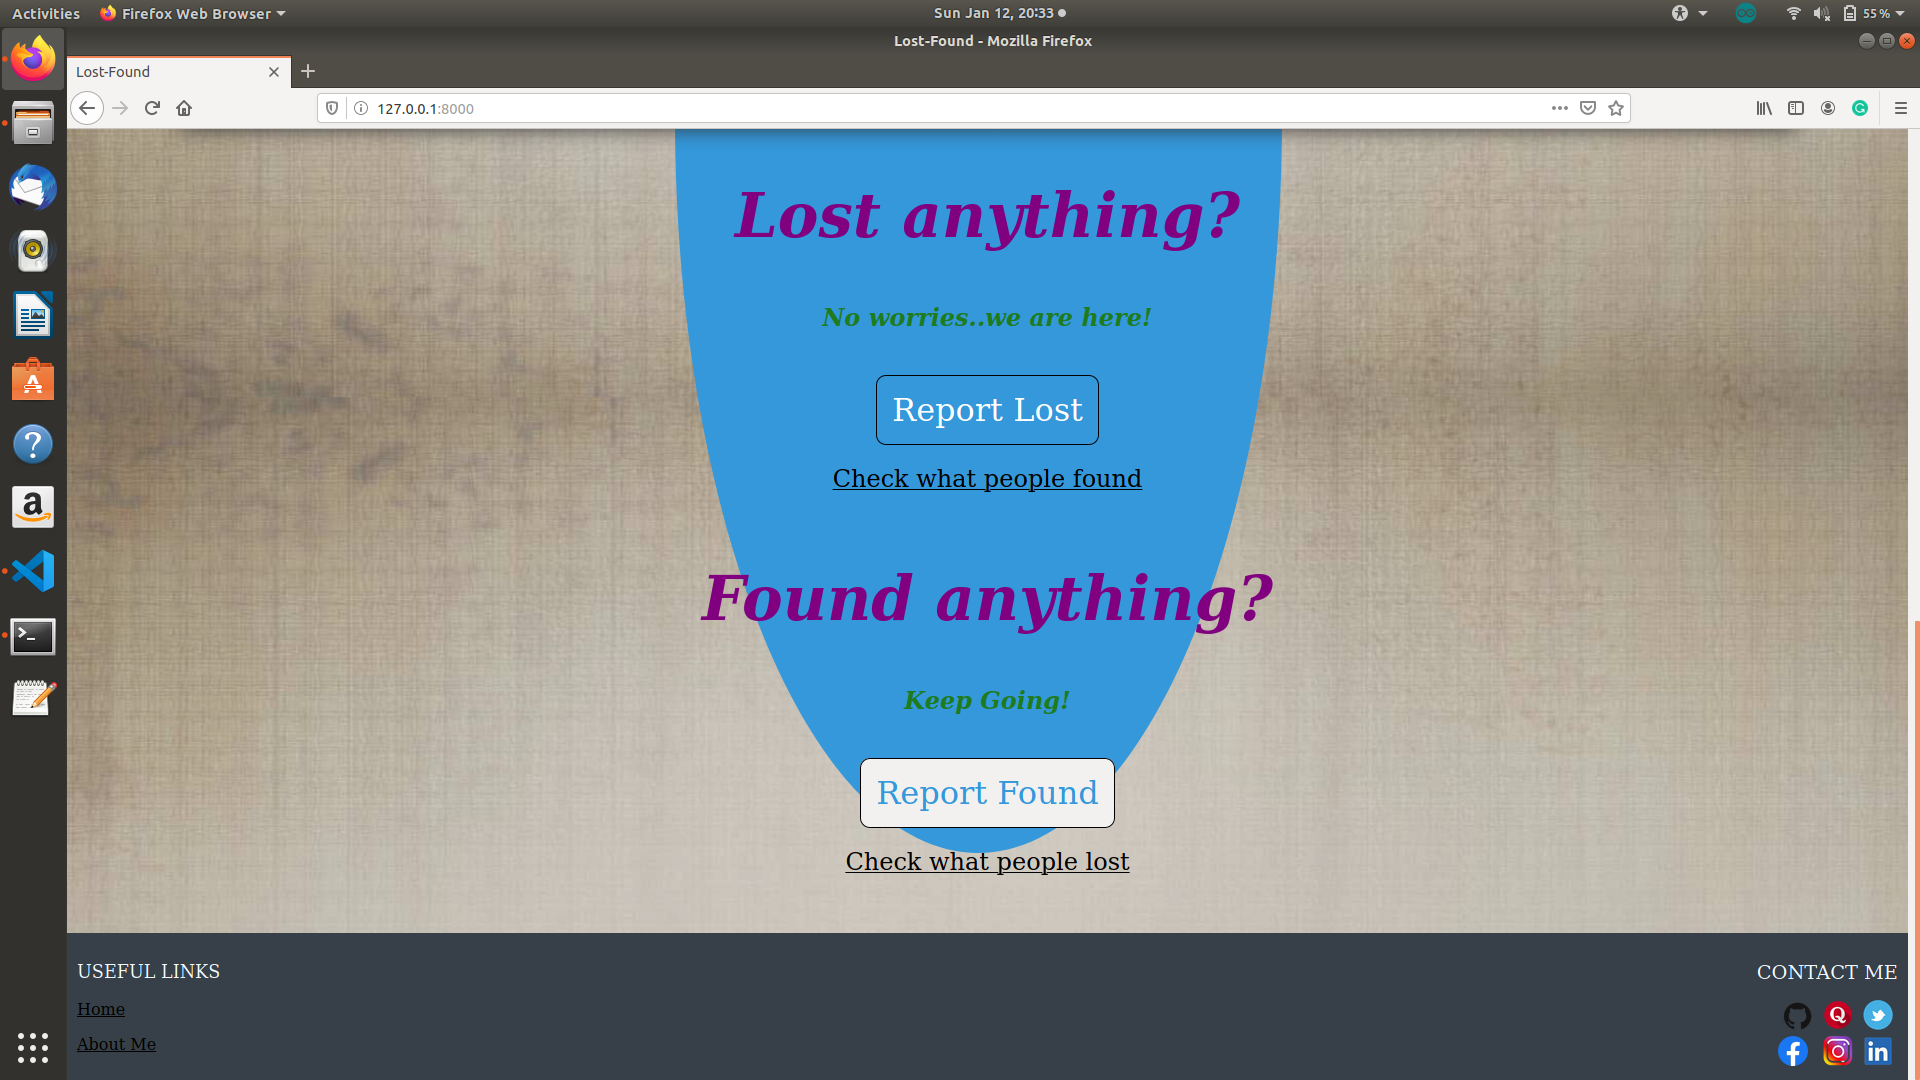 Activities
Firefox Web Browser
Sun Jan 12, 20:33
55 %
Lost-Found - Mozilla Firefox
Lost-Found
127.0.0.1:8000
Lost anything?
No worries..we are here!
Report Lost
Check what people found
Found anything?
Keep Going!
Report Found
Check what people lost
USEFUL LINKS
Home
About Me
CONTACT ME